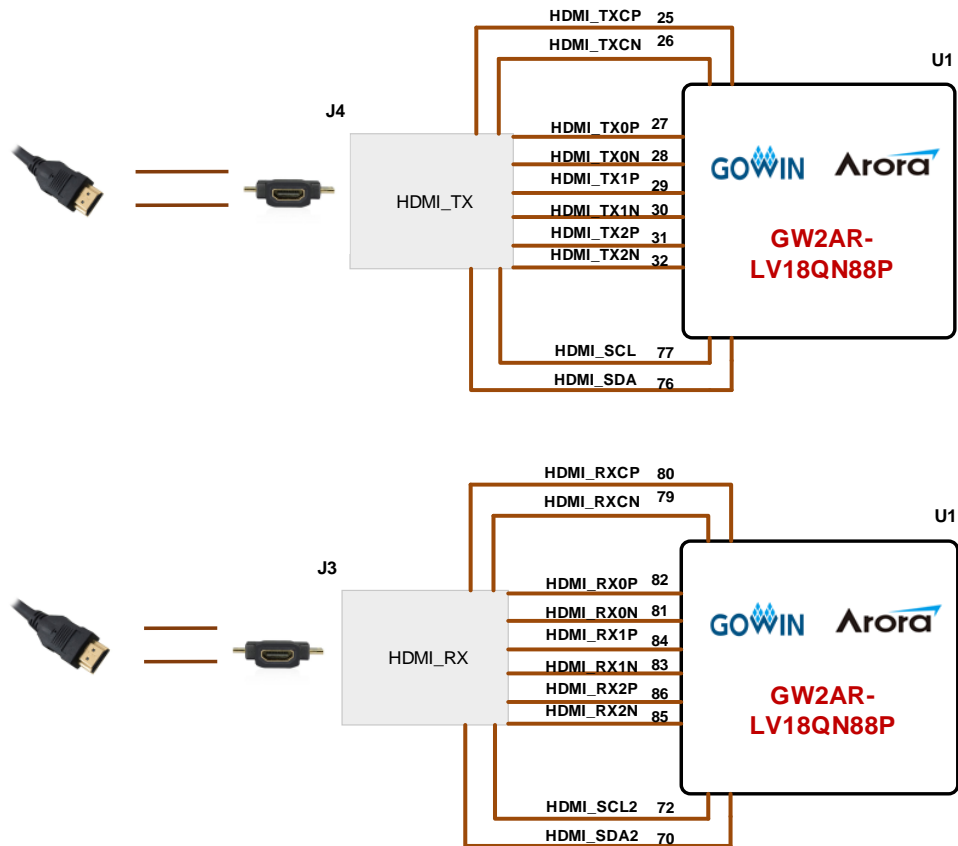 HDMI_TXCP 25
HDMI_TXCN 26
U1
J4
HDMI_TX
HDMI_TX0P 27
HDMI_TX0N 28
HDMI_TX1P 29
HDMI_TX1N 30
HDMI_TX2P 31
HDMI_TX2N 32
GOWIN Arora
GW2AR-
LV18QN88P
HDMI_SCL 77
HDMI_SDA 76
HDMI_RXCP 80
HDMI_RXCN 79
U1
J3
HDMI_RX
HDMI_RX0P 82
HDMI_RX0N 81
HDMI_RX1P 84
HDMI_RX1N 83
HDMI_RX2P 86
HDMI_RX2N 85
GOWIN Arora
GW2AR-
LV18QN88P
HDMI_SCL2 72
HDMI_SDA2 70